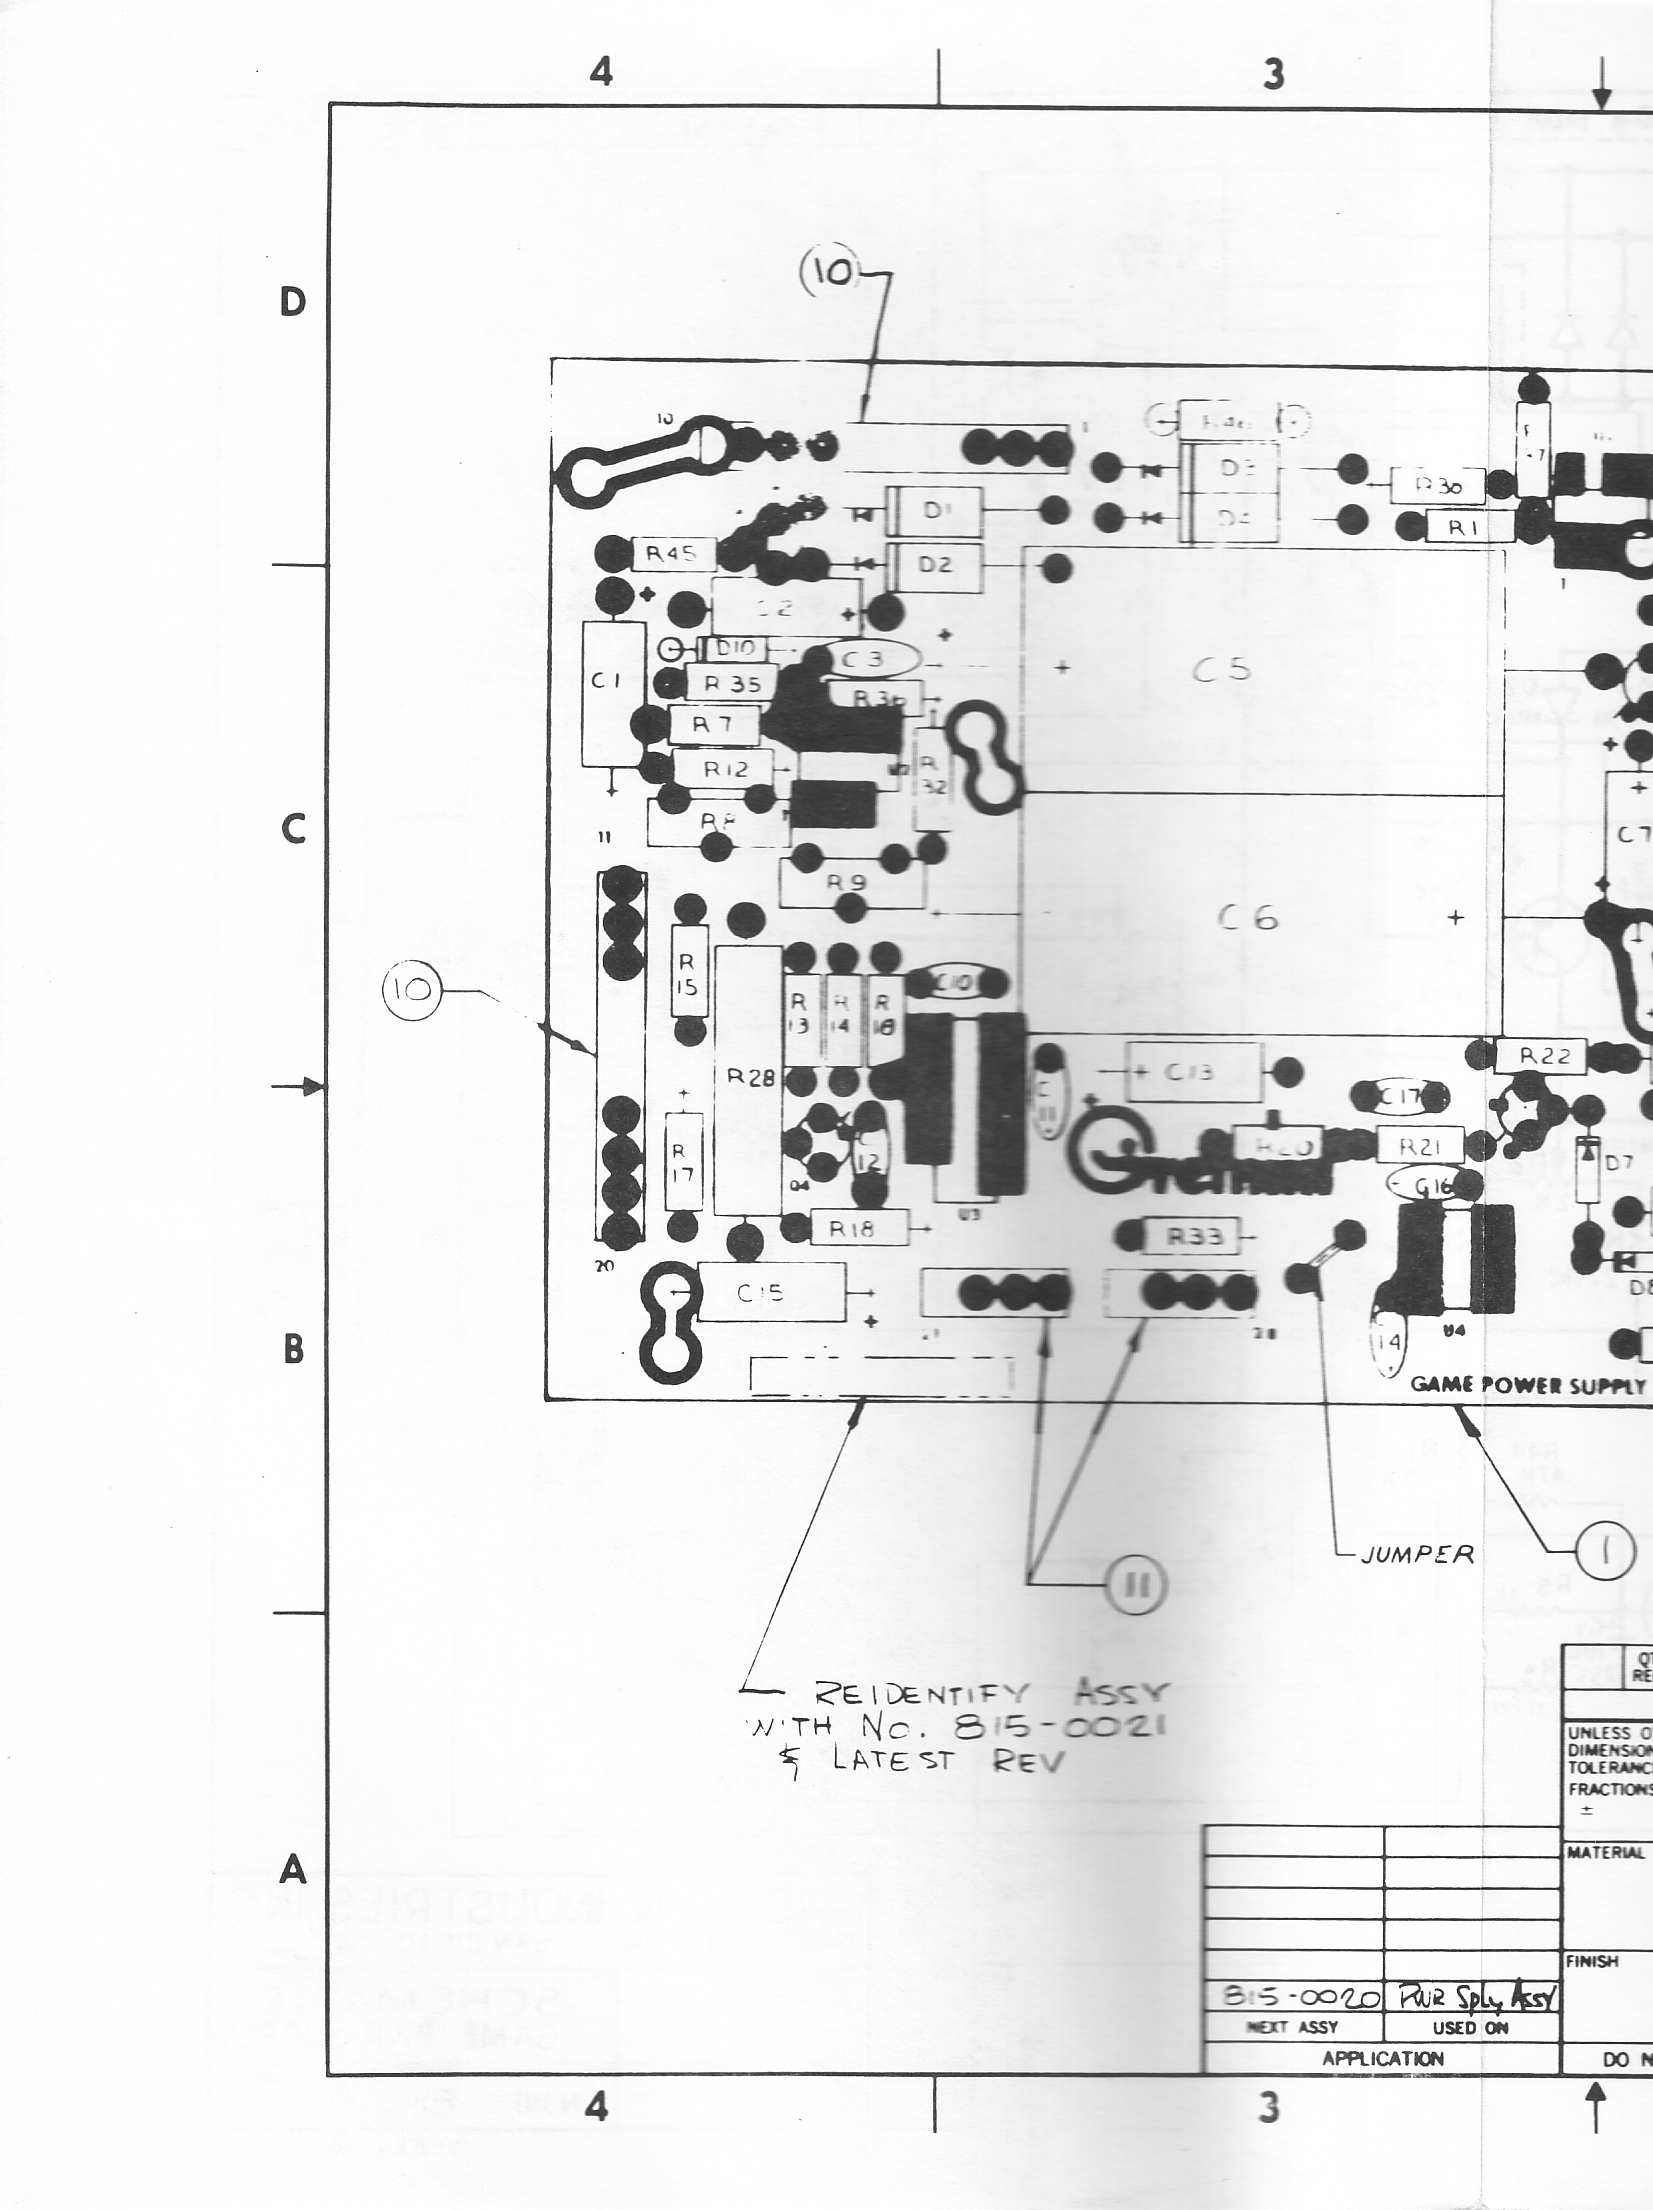 4 3
D
10
10
D3
R30
D1
D4
R1
R45
D2
C2
D10
C3
C1
R35
R36
C5
R7
R12
R
32
C7
C
R8
11
R9
C6
10
R
15
C10
R
13
R
14
R
16
R28
C13
R22
C
11
C17
R
17
C
12
Gremlin
R20
R21
D7
Q4
C16
R18
U3
R33
20
C15
D8
21
28
14
U4
B
GAME POWER SUPPLY
JUMPER
1
11
REIDENTIFY ASSY
WITH No. 815-0021
& LATEST REV
UNLESS O
DIMENSION
TOLERANCE
FRACTIONS
±
MATERIAL
A
FINISH
815-0020 PWR Sply Assy
NEXT ASSY USED ON
APPLICATION DO N
4 3